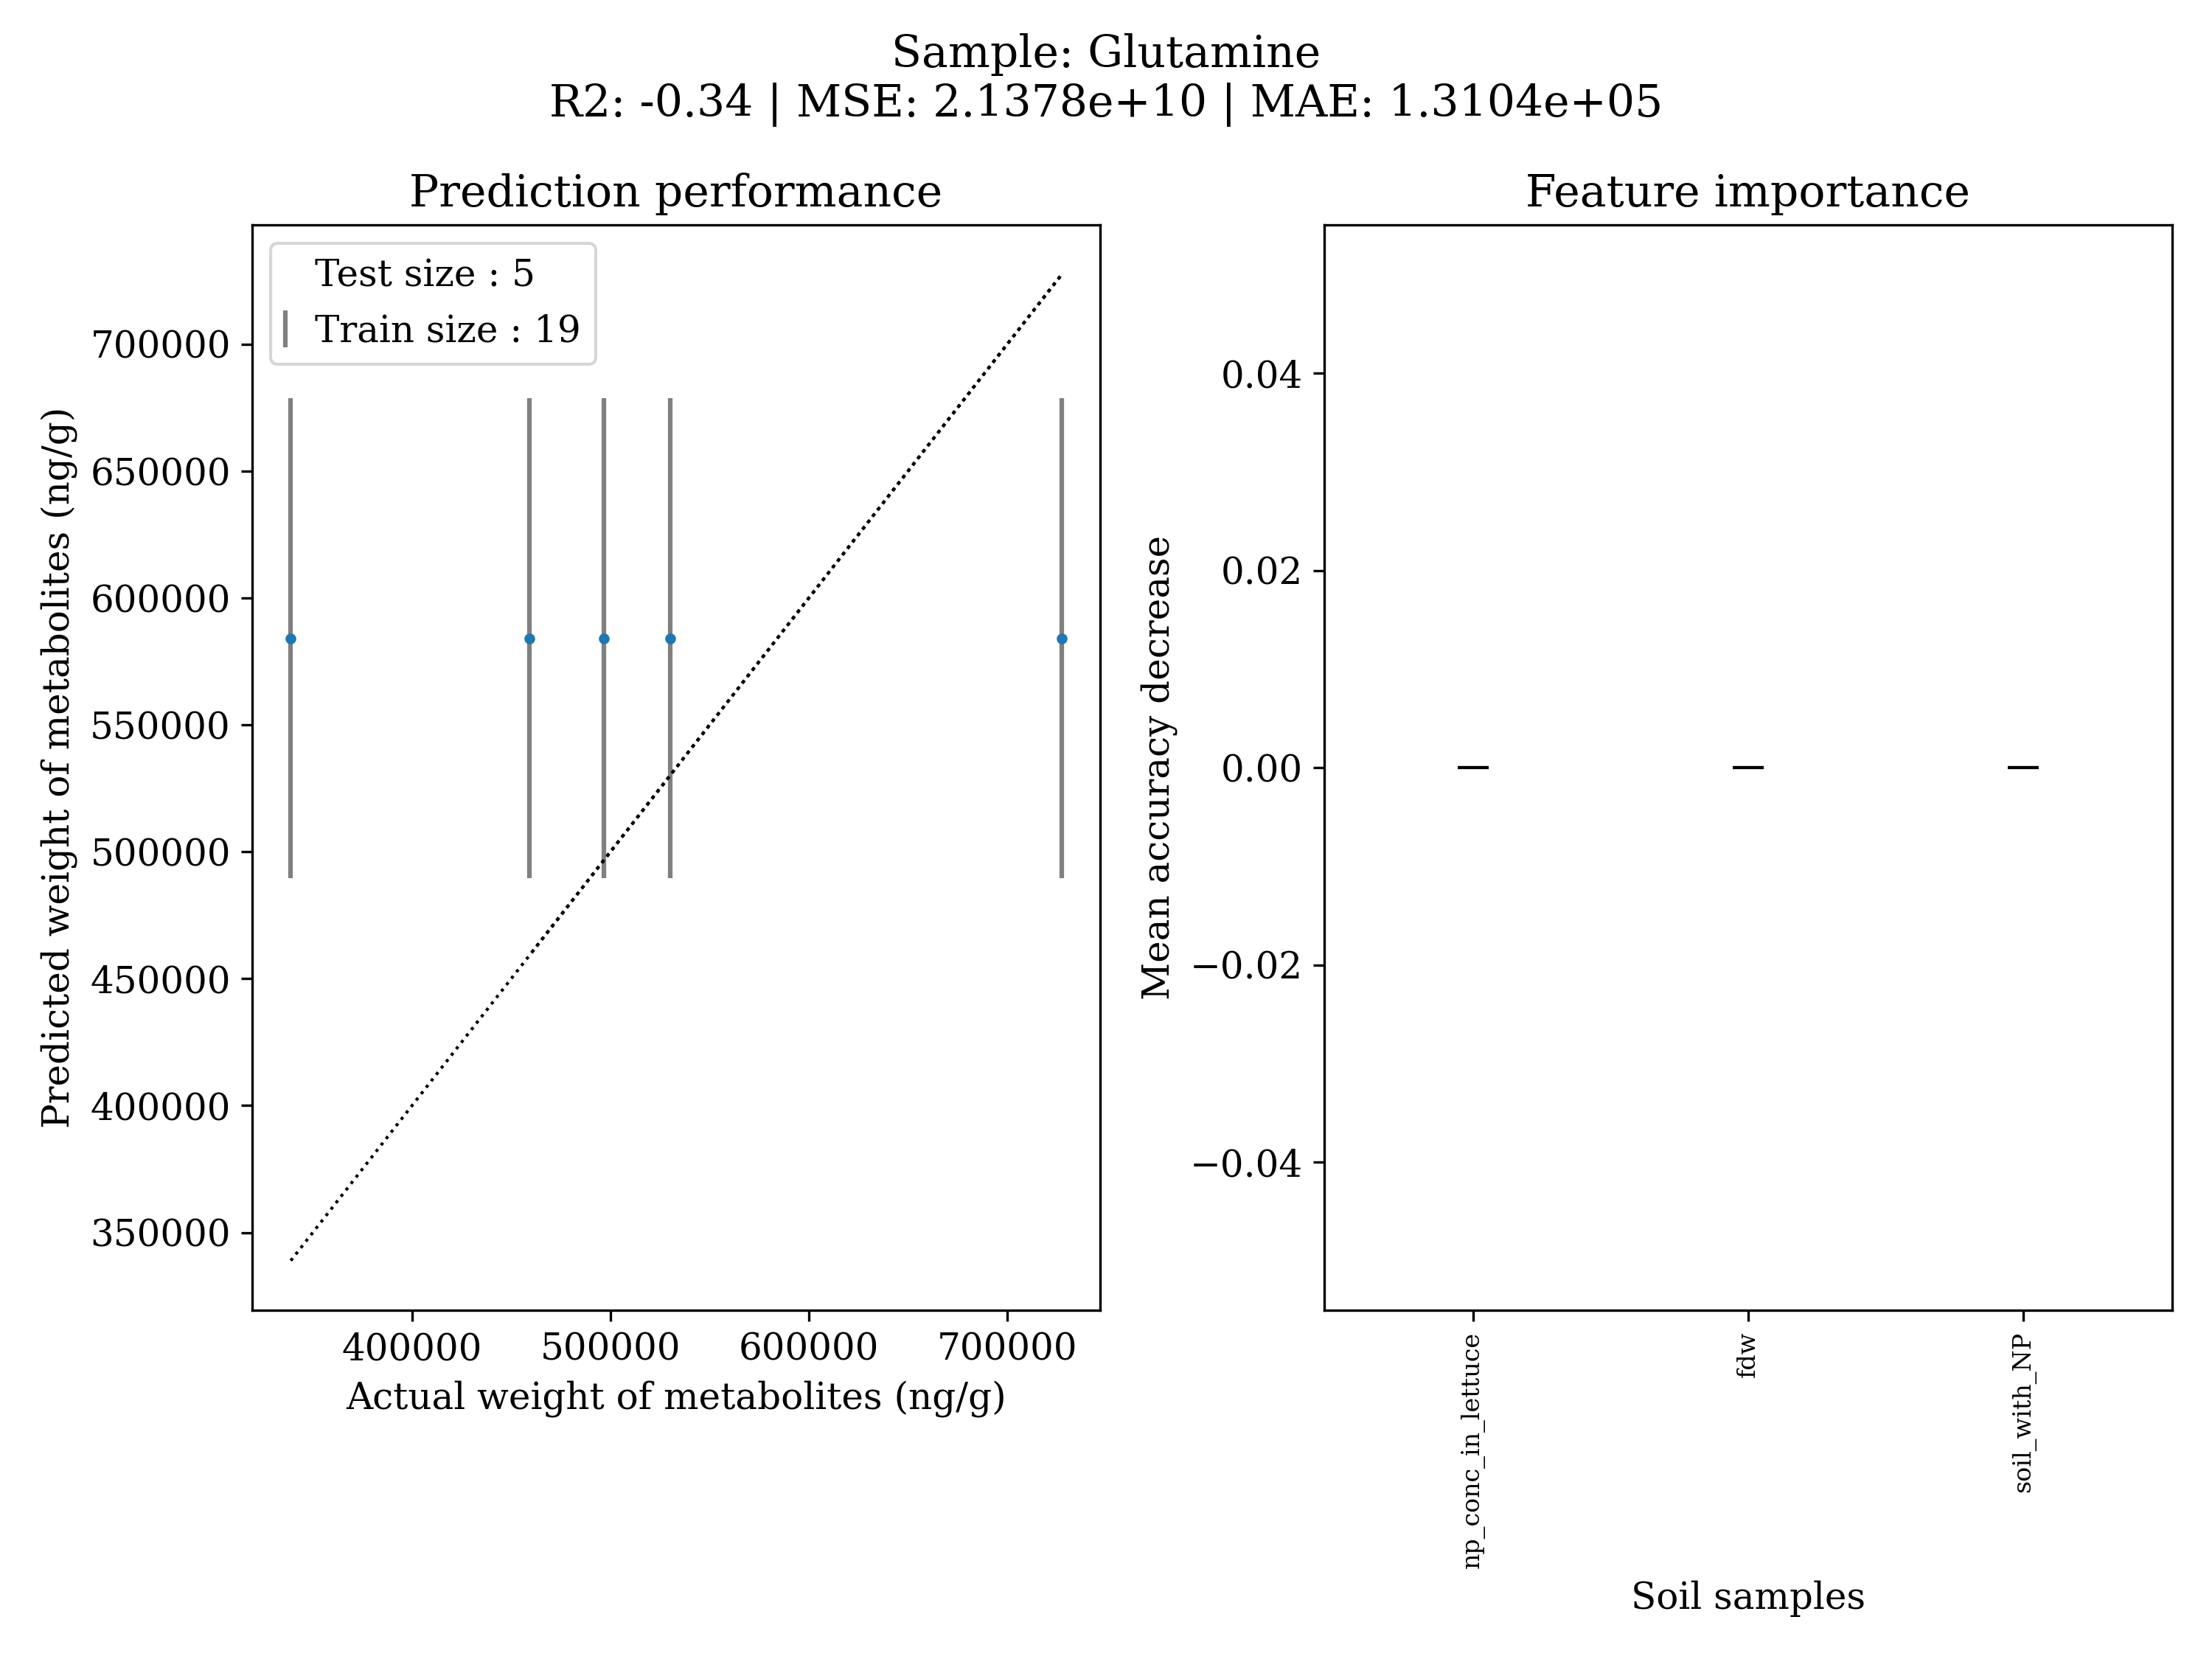 Sample: Glutamine
R2: -0.34 | MSE: 2.1378e+10 | MAE: 1.3104e+05
Prediction performance
Test size : 5
Train size : 19
700000
650000
600000
550000
500000
450000
400000
350000
Predicted weight of metabolites (ng/g)
400000 500000 600000 700000
Actual weight of metabolites (ng/g)
Feature importance
0.04
0.02
0.00
−0.02
−0.04
Mean accuracy decrease
np_conc_in_lettuce
fdw
soil_with_NP
Soil samples